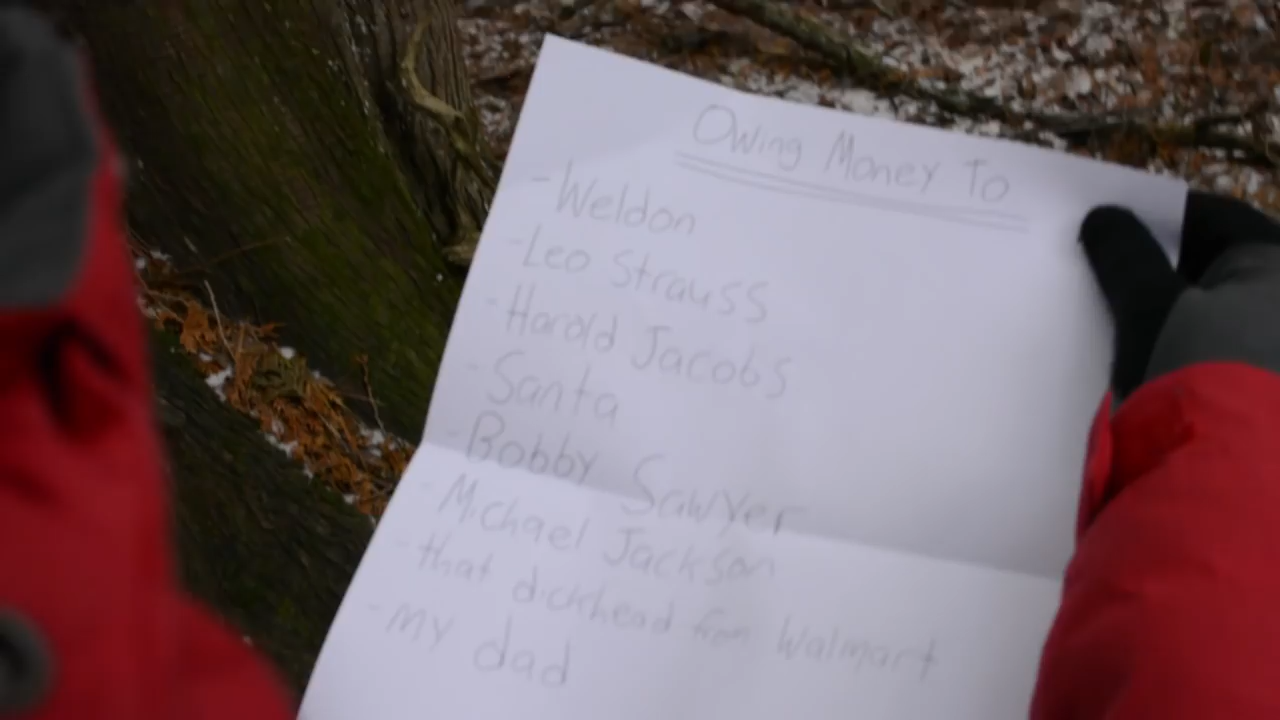 Owing Money To
- Weldon
- Leo Strauss
- Harold Jacobs
- Santa
- Bobby Sawyer
- Michael Jackson
- that dickhead from Walmart
- my dad